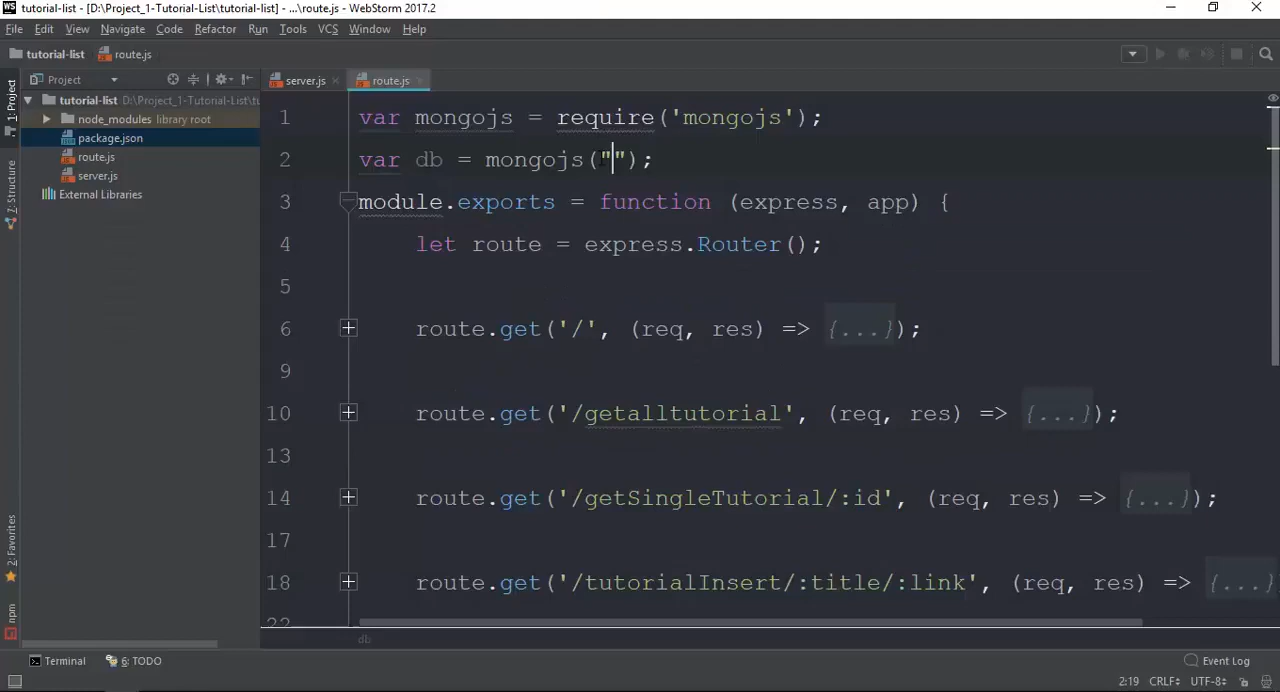 WS tutorial-list - [D:\Project_1-Tutorial-List\tutorial-list] - ...\route.js - WebStorm 2017.2
File Edit View Navigate Code Refactor Run Tools VCS Window Help
tutorial-list route.js
1: Project
Project
server.js route.js
tutorial-list D:\Project_1-Tutorial-List\tu
node_modules library root
package.json
route.js
server.js
External Libraries
7: Structure
2: Favorites
npm
1 var mongojs = require('mongojs');
2 var db = mongojs("");
3 module.exports = function (express, app) {
4 let route = express.Router();
5
6 route.get('/', (req, res) => {...});
9
10 route.get('/getalltutorial', (req, res) => {...});
13
14 route.get('/getSingleTutorial/:id', (req, res) => {...});
17
18 route.get('/tutorialInsert/:title/:link', (req, res) => {...}
22
db
Terminal 6: TODO Event Log
2:19 CRLF UTF-8